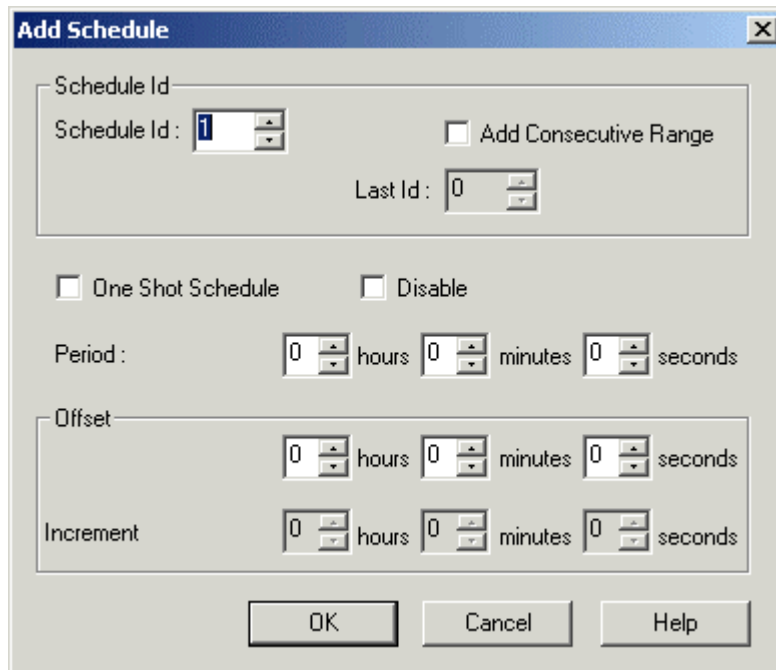 Add Schedule
Schedule Id
Schedule Id : 1
Add Consecutive Range
Last Id : 0
One Shot Schedule
Disable
Period : 0 hours 0 minutes 0 seconds
Offset
0 hours 0 minutes 0 seconds
Increment 0 hours 0 minutes 0 seconds
OK Cancel Help